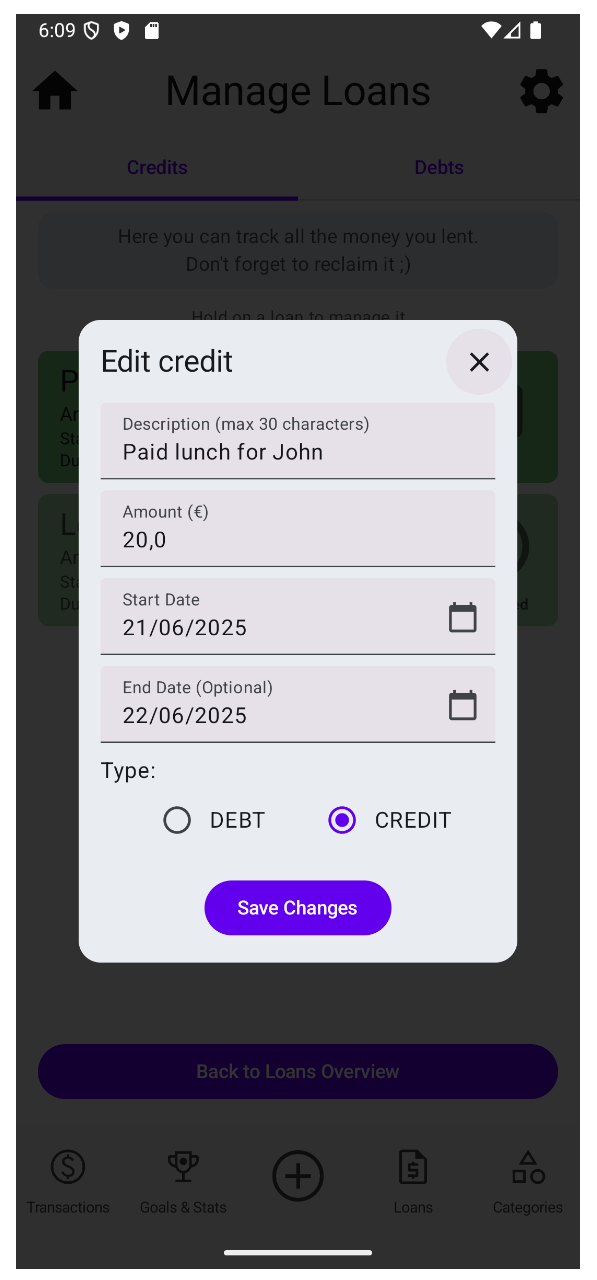 6:09
Manage Loans
Credits
Debts
Here you can track all the money you lent.
Don't forget to reclaim it ;)
Hold on a loan to manage it
Edit credit
Description (max 30 characters)
Paid lunch for John
Amount (€)
20,0
Start Date
21/06/2025
End Date (Optional)
22/06/2025
Type:
DEBT
CREDIT
Save Changes
Back to Loans Overview
Transactions
Goals & Stats
Loans
Categories